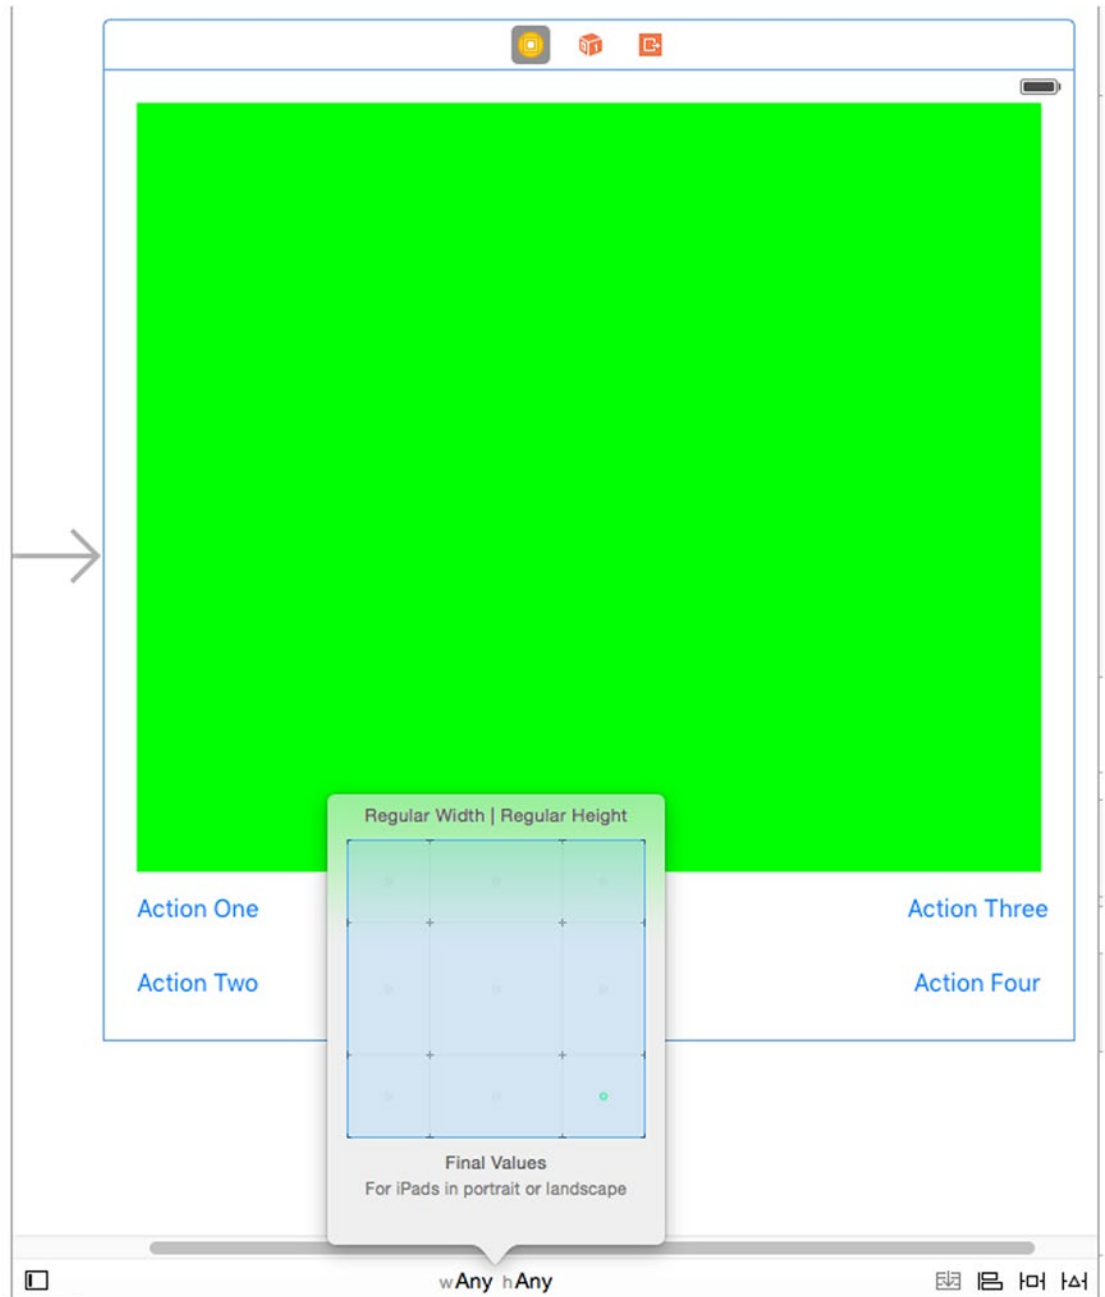 Regular Width | Regular Height
Action One
Action Three
Action Two
Action Four
Final Values
For iPads in portrait or landscape
wAny hAny